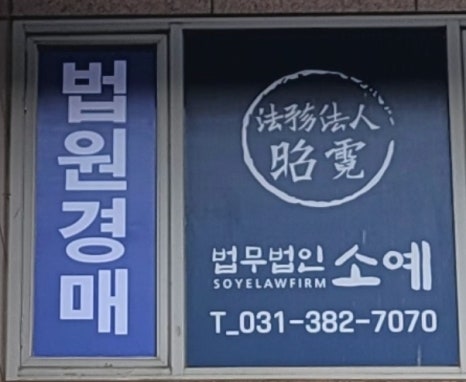 법원경매
法務法人
昭霓
법무법인 소예
SOYELAWFIRM
T_031-382-7070